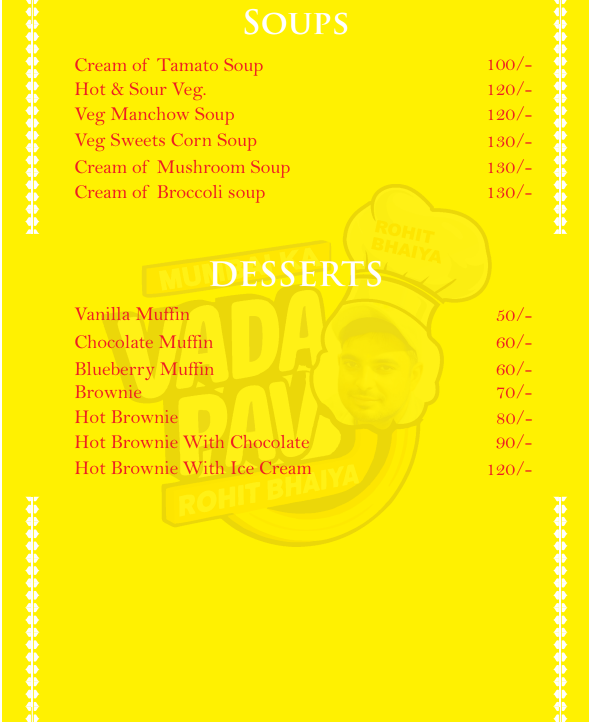 SOUPS
Cream of Tamato Soup 100/-
Hot & Sour Veg. 120/-
Veg Manchow Soup 120/-
Veg Sweets Corn Soup 130/-
Cream of Mushroom Soup 130/-
Cream of Broccoli soup 130/-
ROHIT
BHAIYA
DESSERTS
Vanilla Muffin 50/-
Chocolate Muffin 60/-
Blueberry Muffin 60/-
Brownie 70/-
Hot Brownie 80/-
Hot Brownie With Chocolate 90/-
Hot Brownie With Ice Cream 120/-
VADA
PAV
ROHIT BHAIYA